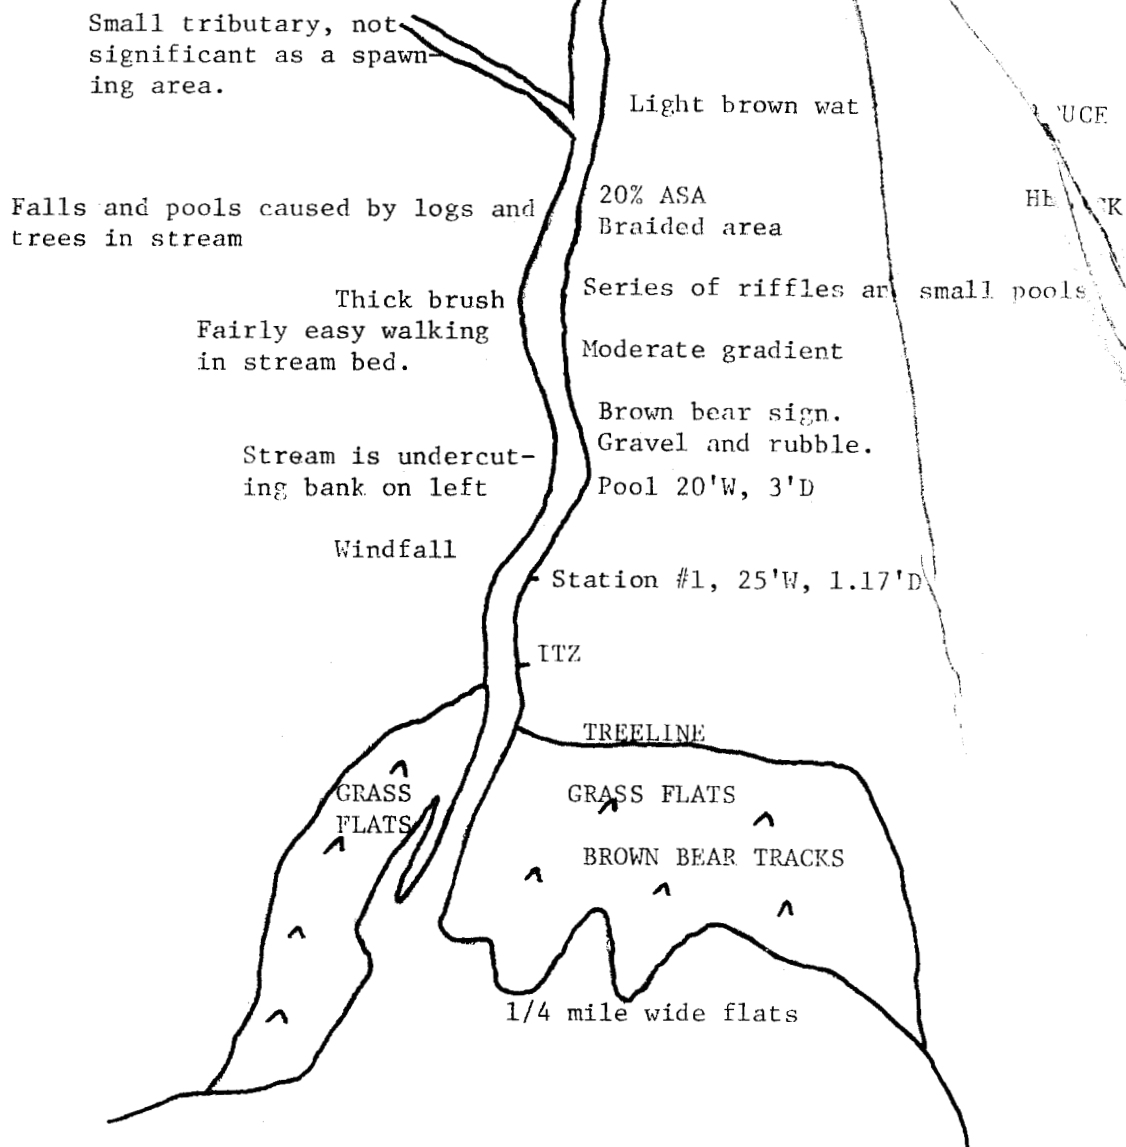 Small tributary, not
significant as a spawn-
ing area.
Light brown wat
20% ASA
Braided area
Falls and pools caused by logs and
trees in stream
Series of riffles an small pools
Thick brush
Fairly easy walking
in stream bed.
Moderate gradient
Brown bear sign.
Gravel and rubble.
Stream is undercut-
ing bank on left
Pool 20'W, 3'D
Windfall
Station #1, 25'W, 1.17'D
ITZ
TREELINE
GRASS
FLATS
GRASS FLATS
BROWN BEAR TRACKS
1/4 mile wide flats